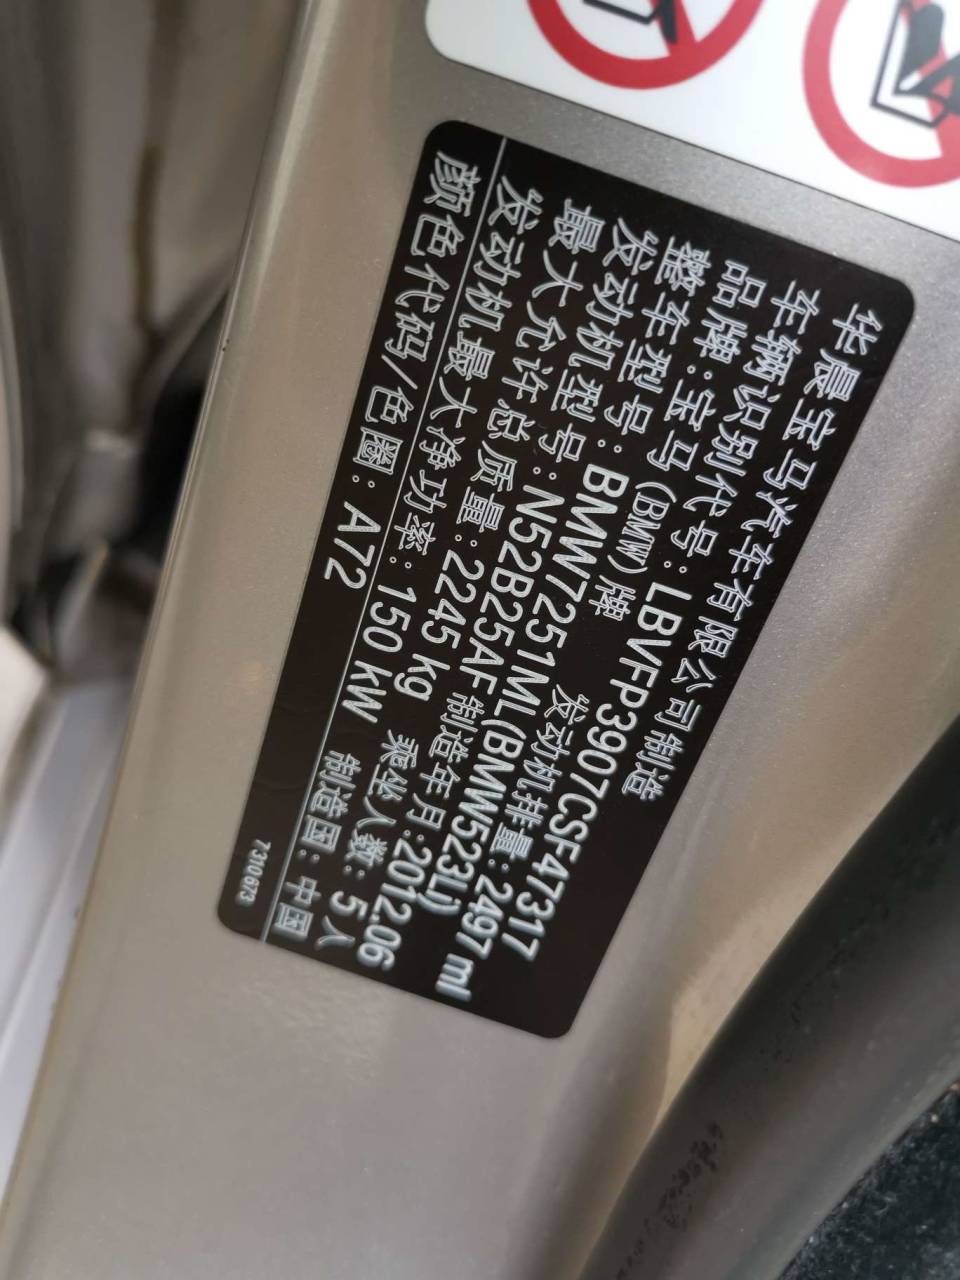 华晨宝马汽车有限公司制造
车辆识别代号: LBVFP3907CSF47317
品牌:宝马(BMW)牌 发动机排量: 2497 ml
整车型号: BMW7251ML(BMW523Li)
发动机型号: N52B25AF 制造年月:2012.06
最大允许总质量: 2245 kg 乘坐人数: 5人
发动机最大净功率: 150 kW 制造国: 中国
颜色代码/色圈: A72
7310673